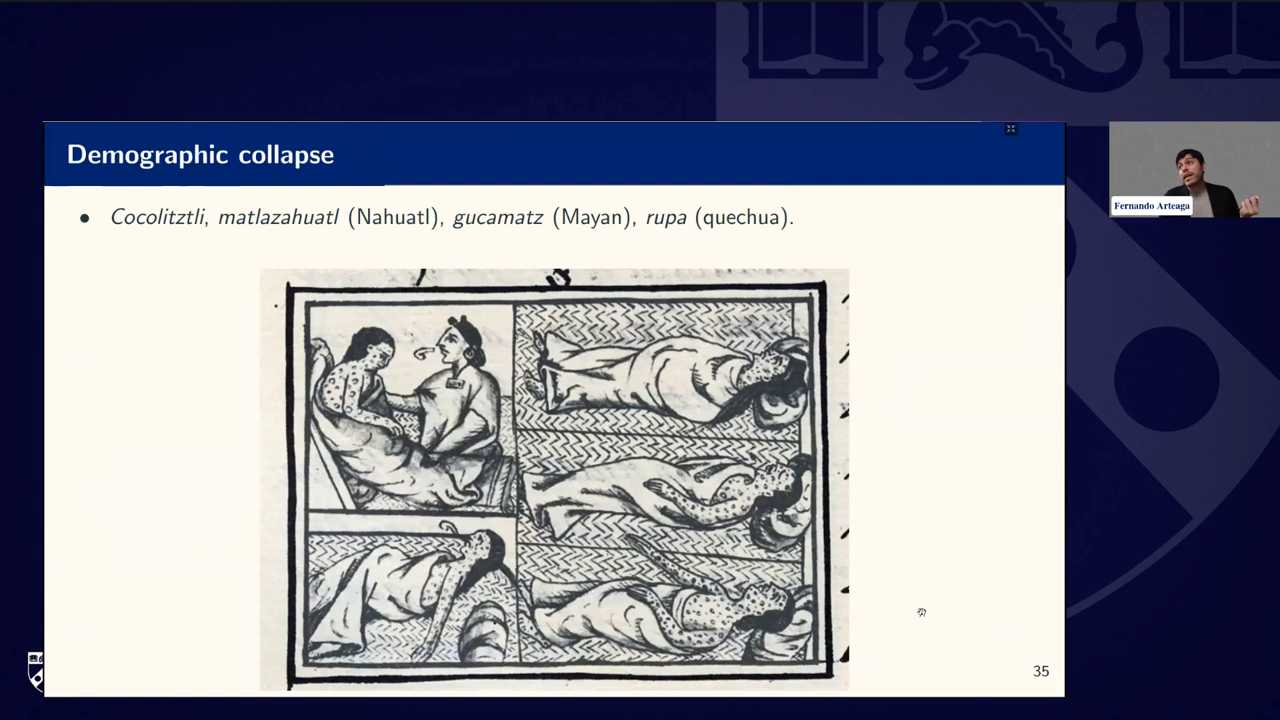 Demographic collapse
• Cocolitztli, matlazahuatl (Nahuatl), gucamatz (Mayan), rupa (quechua).
Fernando Arteaga
35